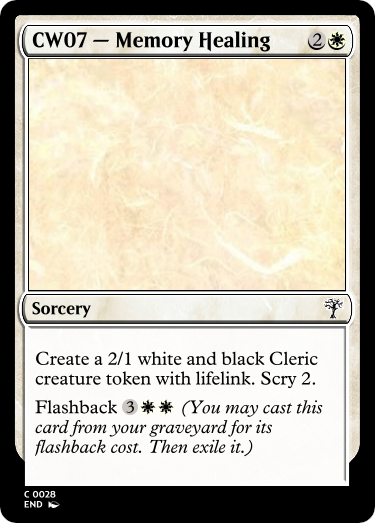 CW07 — Memory Healing 2
Sorcery
Create a 2/1 white and black Cleric
creature token with lifelink. Scry 2.
Flashback 3 (You may cast this
card from your graveyard for its
flashback cost. Then exile it.)
C 0028
END